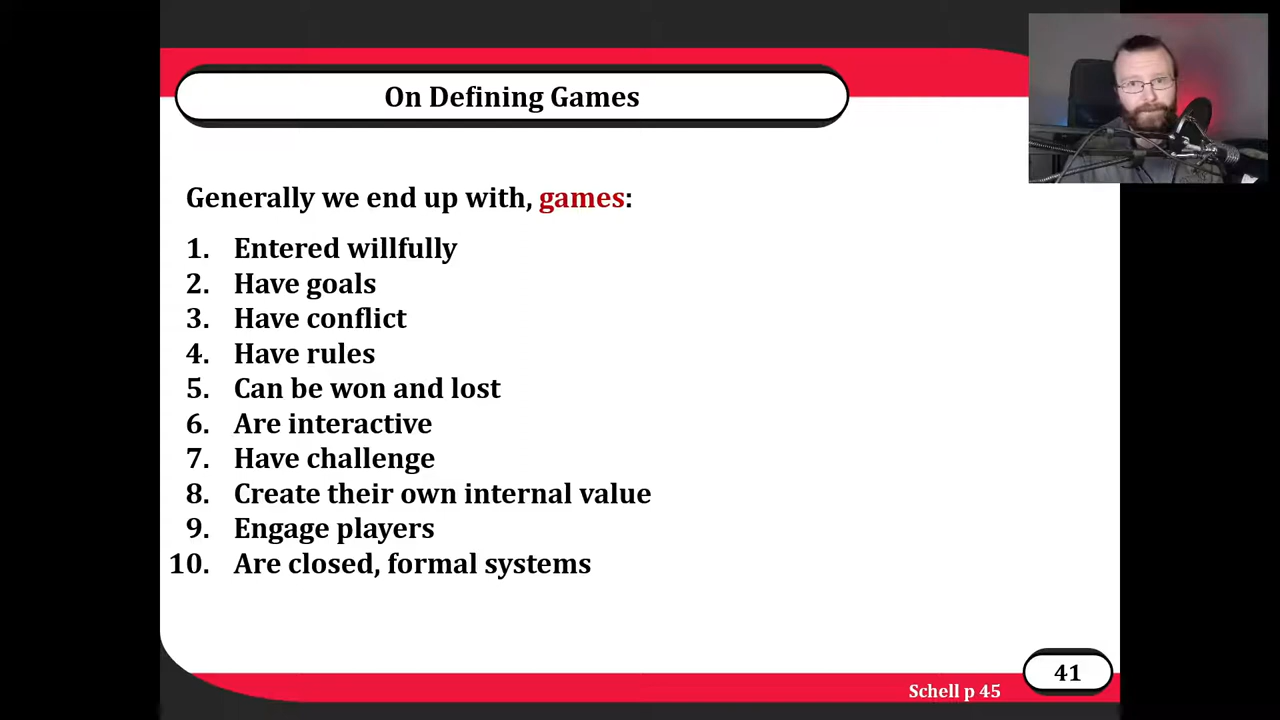 On Defining Games
Generally we end up with, games:
1. Entered willfully
2. Have goals
3. Have conflict
4. Have rules
5. Can be won and lost
6. Are interactive
7. Have challenge
8. Create their own internal value
9. Engage players
10. Are closed, formal systems
41
Schell p 45